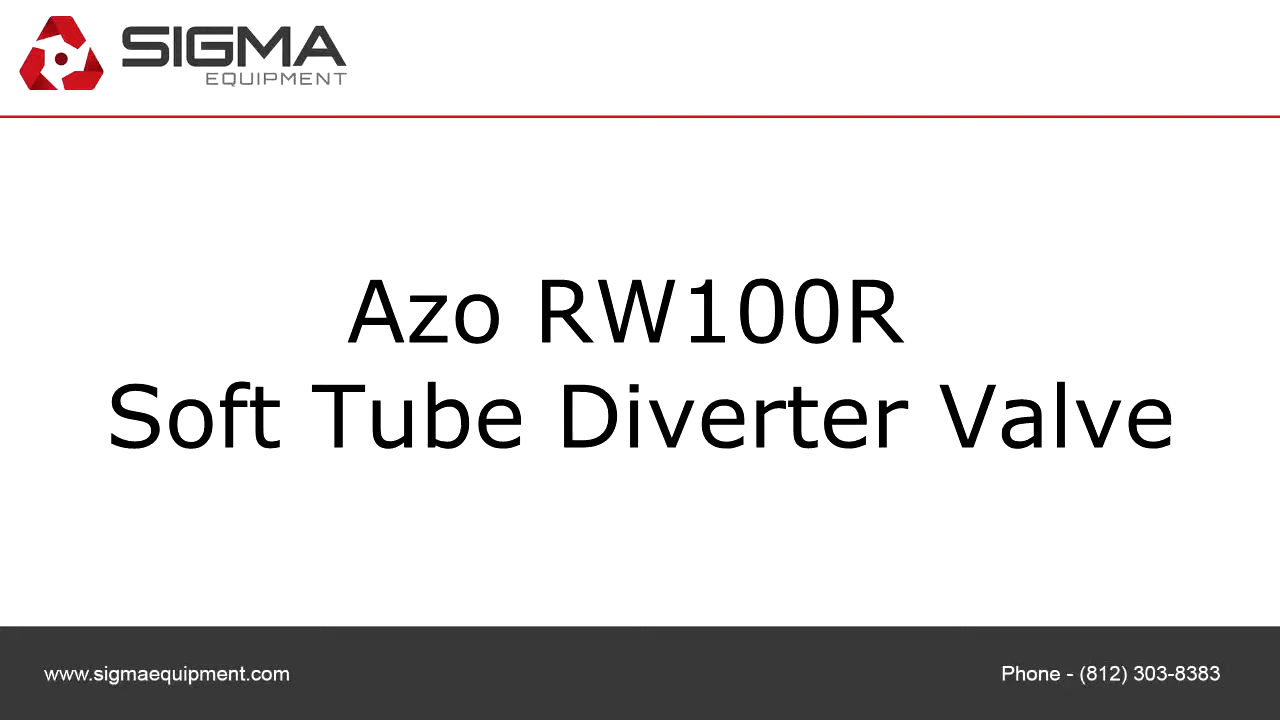 SIGMA
EQUIPMENT
Azo RW100R
Soft Tube Diverter Valve
www.sigmaequipment.com
Phone - (812) 303-8383